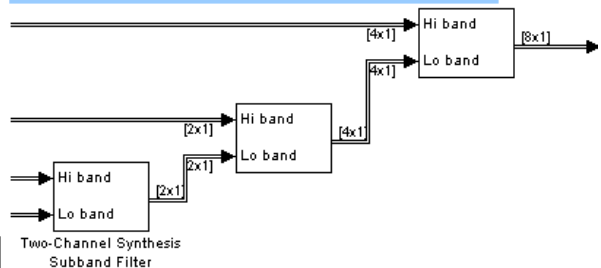 Hi band
[4x1]
[8x1]
Lo band
4x1]
Hi band
[2x1]
[4x1]
Lo band
2x1]
Hi band
[2x1]
Lo band
Two-Channel Synthesis
Subband Filter